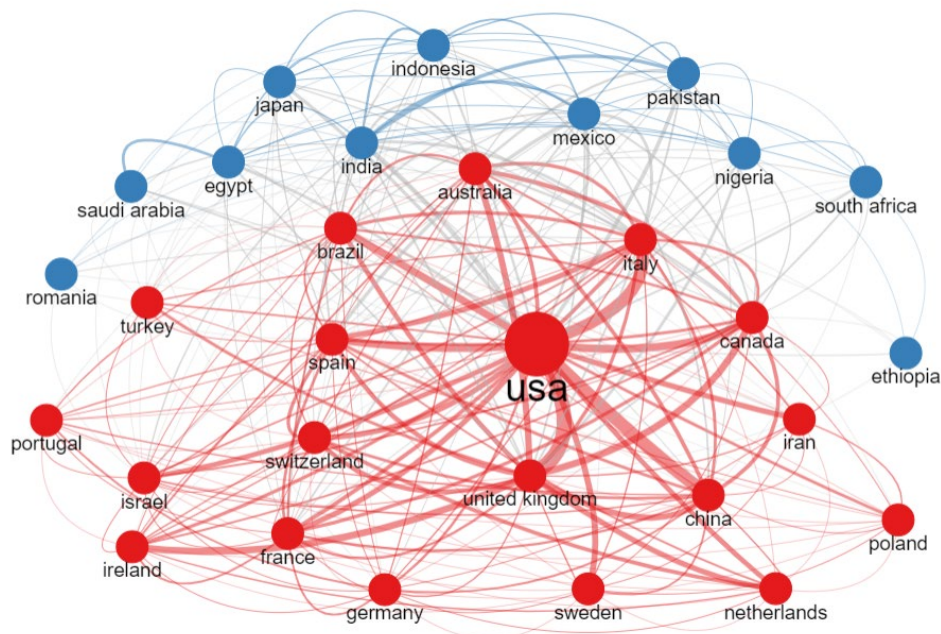 indonesia
japan
pakistan
mexico
india
egypt
nigeria
australia
saudi arabia
south africa
brazil
italy
romania
turkey
canada
spain
ethiopia
usa
portugal
iran
switzerland
israel
united kingdom
china
poland
ireland
france
germany
sweden
netherlands